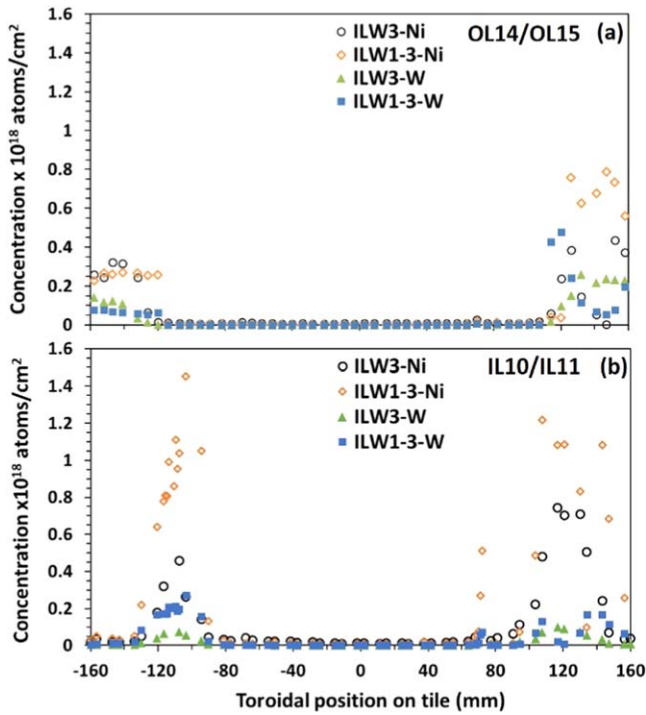 1.6
1.4
1.2
1
0.8
0.6
0.4
0.2
0
Concentration x 10¹⁸ atoms/cm²
ILW3-Ni
ILW1-3-Ni
ILW3-W
ILW1-3-W
OL14/OL15 (a)
1.6
1.4
1.2
1
0.8
0.6
0.4
0.2
0
Concentration x10¹⁸ atoms/cm²
ILW3-Ni
ILW1-3-Ni
ILW3-W
ILW1-3-W
IL10/IL11 (b)
-160 -120 -80 -40 0 40 80 120 160
Toroidal position on tile (mm)